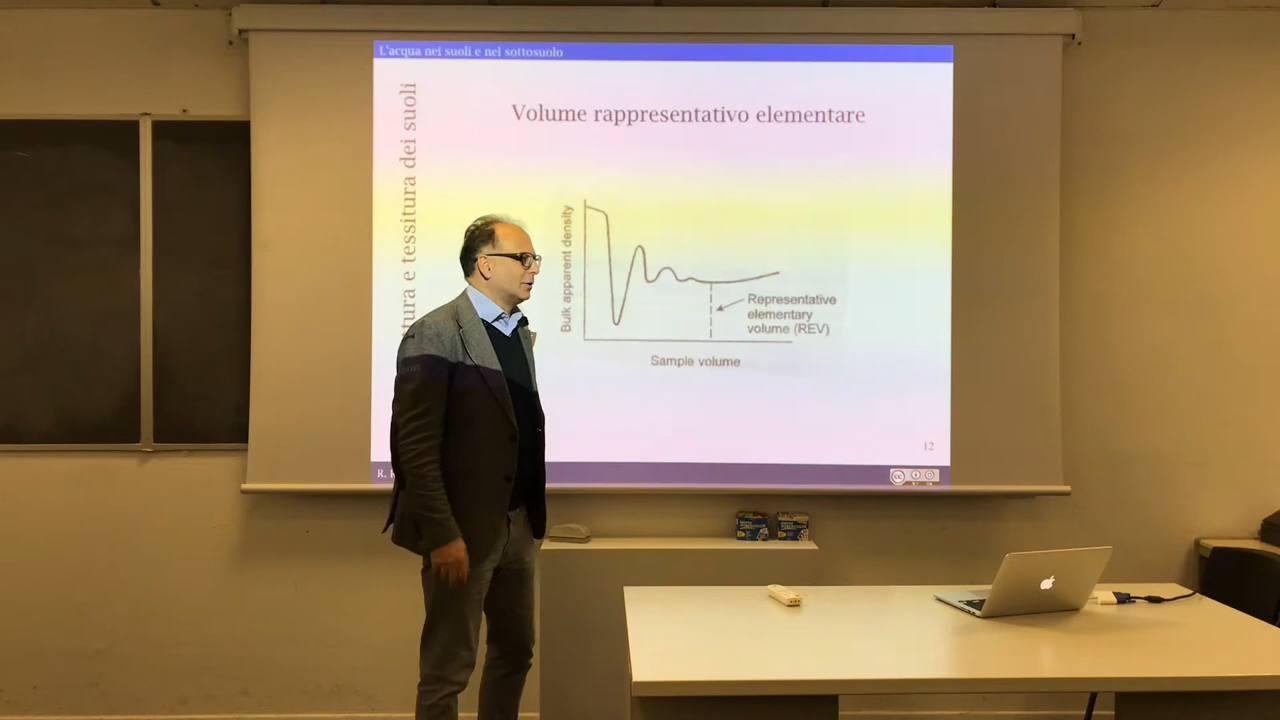 L'acqua nei suoli e nel sottosuolo
Volume rappresentativo elementare
e tessitura dei suoli
Bulk apparent density
Representative
elementary
volume (REV)
Sample volume
12
R.
cc